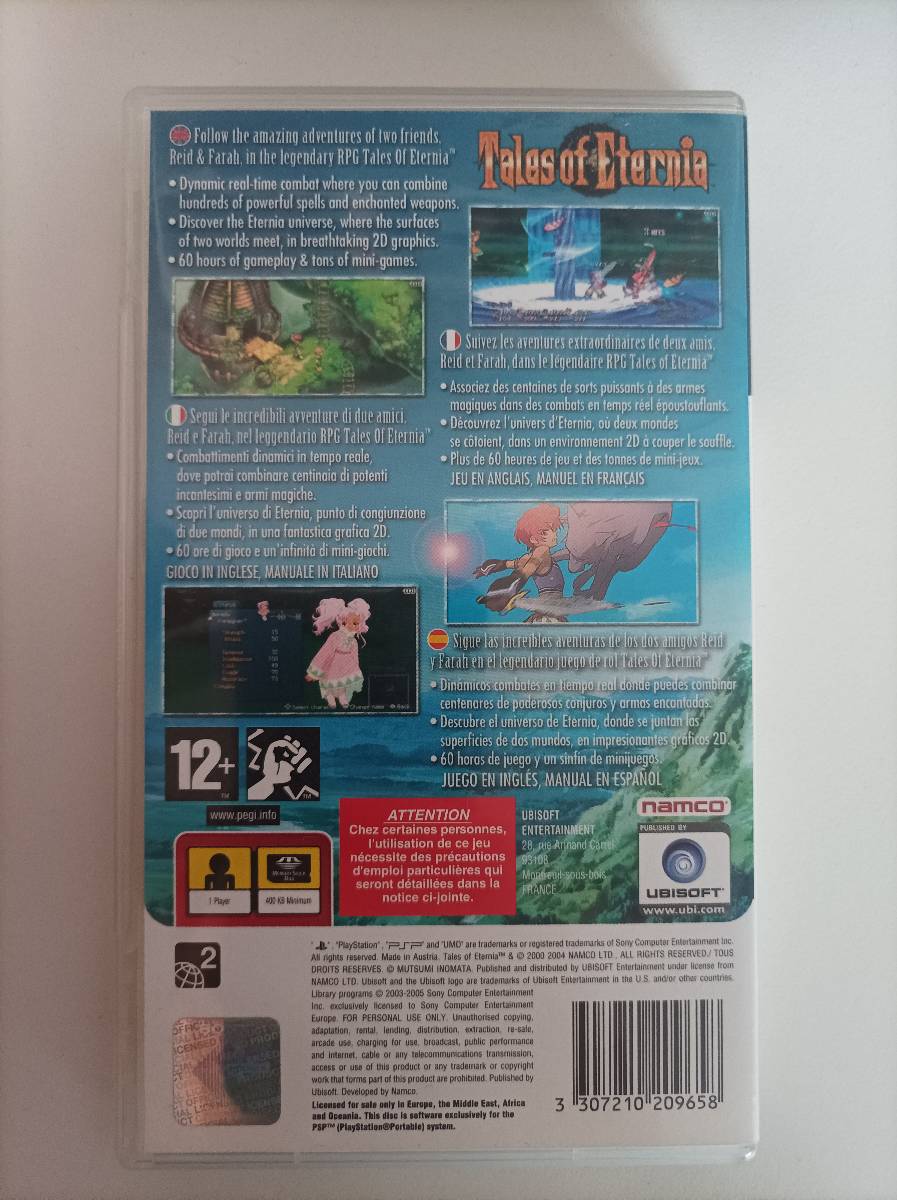 Follow the amazing adventures of two friends,
Reid & Farah, in the legendary RPG Tales Of Eternia™
• Dynamic real-time combat where you can combine
hundreds of powerful spells and enchanted weapons.
• Discover the Eternia universe, where the surfaces
of two worlds meet, in breathtaking 2D graphics.
• 60 hours of gameplay & tons of mini-games.
Tales of Eternia
HITS
Suivez les aventures extraordinaires de deux amis,
Reid et Farah, dans le légendaire RPG Tales of Eternia™
• Associez des centaines de sorts puissants à des armes
magiques dans des combats en temps réel époustouflants.
• Découvrez l'univers d'Eternia, où deux mondes
se côtoient, dans un environnement 2D à couper le souffle.
• Plus de 60 heures de jeu et des tonnes de mini-jeux.
JEU EN ANGLAIS, MANUEL EN FRANÇAIS
Segui le incredibili avventure di due amici,
Reid e Farah, nel leggendario RPG Tales Of Eternia™
• Combattimenti dinamici in tempo reale,
dove potrai combinare centinaia di potenti
incantesimi e armi magiche.
• Scopri l'universo di Eternia, punto di congiunzione
di due mondi, in una fantastica grafica 2D.
• 60 ore di gioco e un'infinità di mini-giochi.
GIOCO IN INGLESE, MANUALE IN ITALIANO
Strength
Select character Change name Back
Sigue las increíbles aventuras de los dos amigos Reid
y Farah en el legendario juego de rol Tales Of Eternia™
• Dinámicos combates en tiempo real donde puedes combinar
centenares de poderosos conjuros y armas encantadas.
• Descubre el universo de Eternia, donde se juntan las
superficies de dos mundos, en impresionantes gráficos 2D.
• 60 horas de juego y un sinfín de minijuegos.
JUEGO EN INGLÉS, MANUAL EN ESPAÑOL
12+
www.pegi.info
1 Player
Memory Stick
Duo
400 KB Minimum
ATTENTION
Chez certaines personnes,
l'utilisation de ce jeu
nécessite des précautions
d'emploi particulières qui
seront détaillées dans la
notice ci-jointe.
UBISOFT
ENTERTAINMENT
28, rue Armand Carrel
93108
Montreuil-sous-bois
FRANCE
namco
PUBLISHED BY
UBISOFT
www.ubi.com
2
" ", "PlayStation", "PSP" and "UMD" are trademarks or registered trademarks of Sony Computer Entertainment Inc.
All rights reserved. Made in Austria. Tales of Eternia™ & © 2000 2004 NAMCO LTD., ALL RIGHTS RESERVED./ TOUS
DROITS RESERVES. © MUTSUMI INOMATA. Published and distributed by UBISOFT Entertainment under license from
NAMCO LTD. Ubisoft and the Ubisoft logo are trademarks of Ubisoft Entertainment in the U.S. and/or other countries.
Library programs © 2003-2005 Sony Computer Entertainment
Inc. exclusively licensed to Sony Computer Entertainment
Europe. FOR PERSONAL USE ONLY. Unauthorised copying,
adaptation, rental, lending, distribution, extraction, re-sale,
arcade use, charging for use, broadcast, public performance
and internet, cable or any telecommunications transmission,
access or use of this product or any trademark or copyright
work that forms part of this product are prohibited. Published by
Ubisoft. Developed by Namco.
Licensed for sale only in Europe, the Middle East, Africa
and Oceania. This disc is software exclusively for the
PSP™ (PlayStation®Portable) system.
3 307210 209658